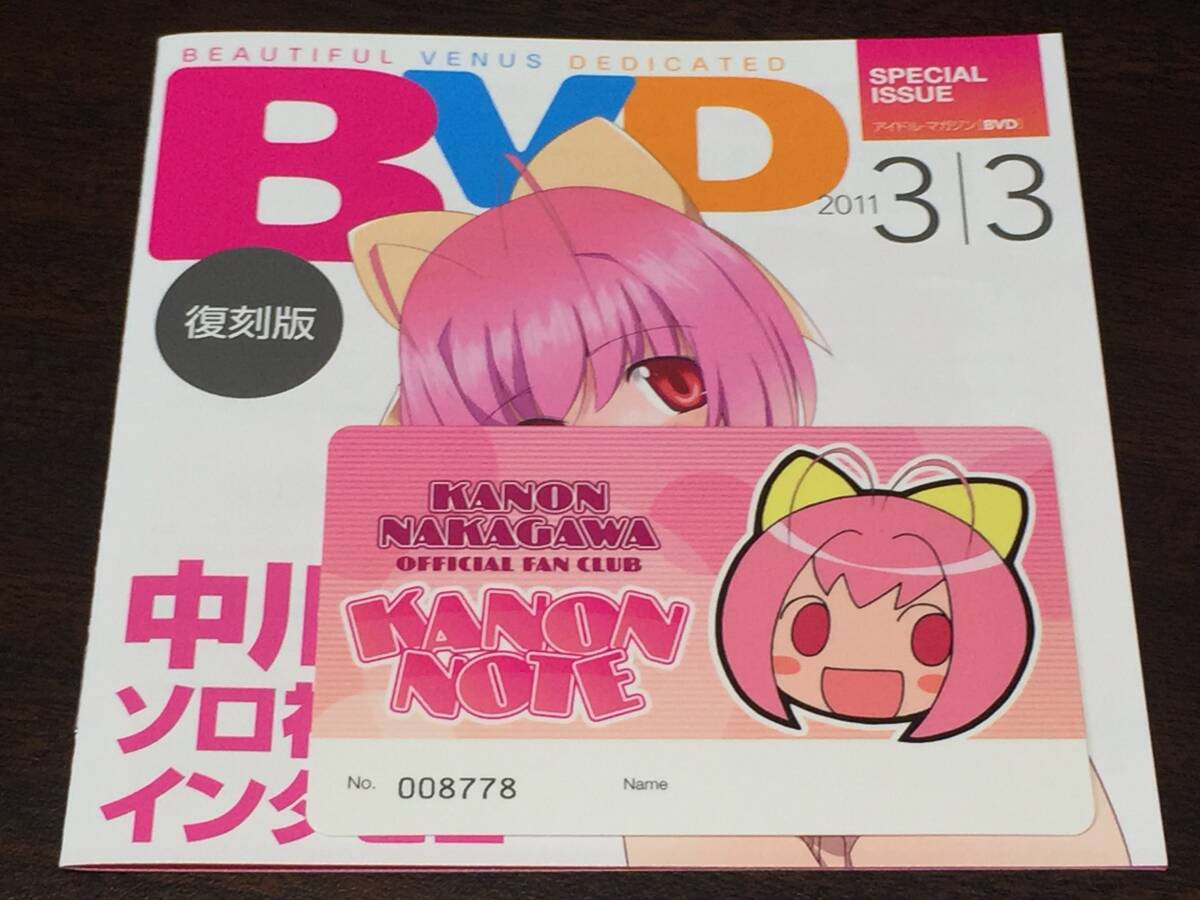 BEAUTIFUL VENUS DEDICATED
BVD
SPECIAL
ISSUE
アイドル・マガジン[BVD]
2011 3|3
復刻版
中川
ソロ
イン
KANON
NAKAGAWA
OFFICIAL FAN CLUB
KANON
NOTE
No. 008778
Name